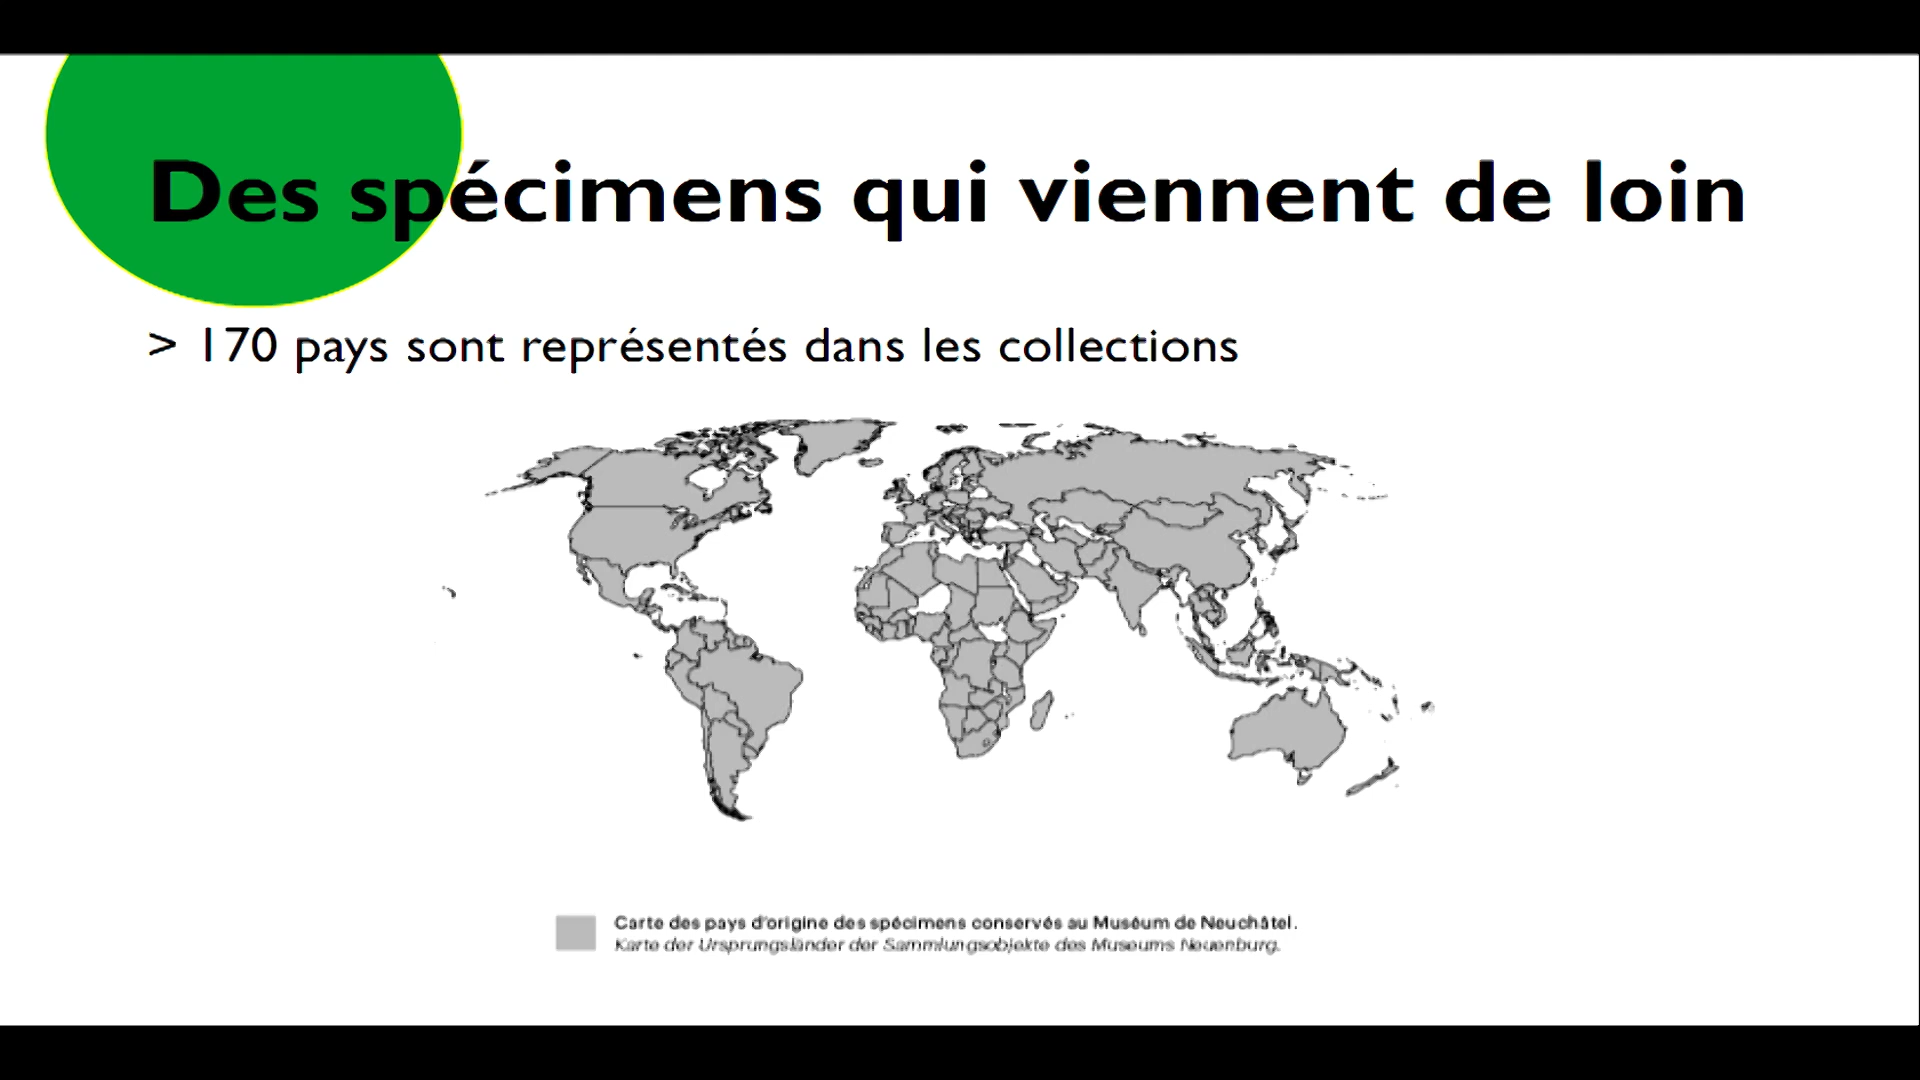 Des spécimens qui viennent de loin
> 170 pays sont représentés dans les collections
Carte des pays d'origine des spécimens conservés au Muséum de Neuchâtel.
Karte der Ursprungsländer der Sammlungsobjekte des Museums Neuenburg.